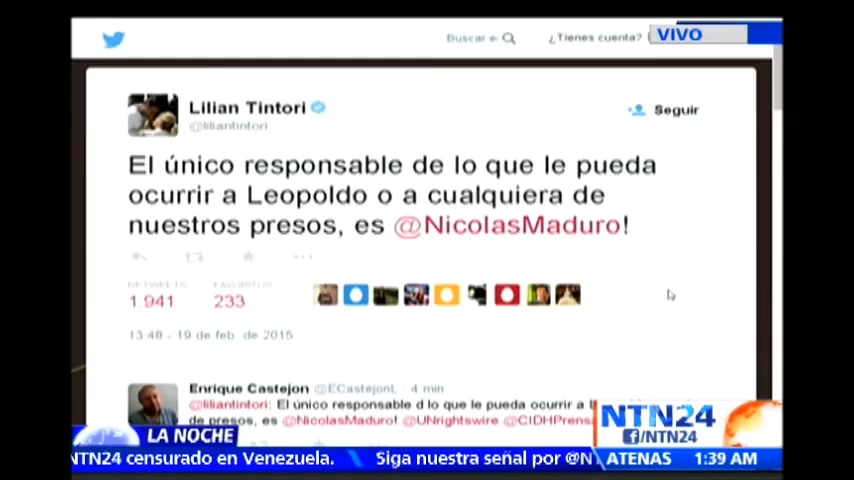 Buscar e
¿Tienes cuenta?
VIVO
Lilian Tintori
@liliantintori
Seguir
El único responsable de lo que le pueda
ocurrir a Leopoldo o a cualquiera de
nuestros presos, es @NicolasMaduro!
RETWEETS
FAVORITOS
1.941
233
13:48 - 19 de feb. de 2015
Enrique Castejon @ECastejonL 4 min
@liliantintori: El único responsable d lo que le pueda ocurrir a
de presos, es @NicolasMaduro! @UNrightswire @CIDHPrensa
NTN24
/NTN24
LA NOCHE
NTN24 censurado en Venezuela. Siga nuestra señal por
ATENAS 1:39 AM